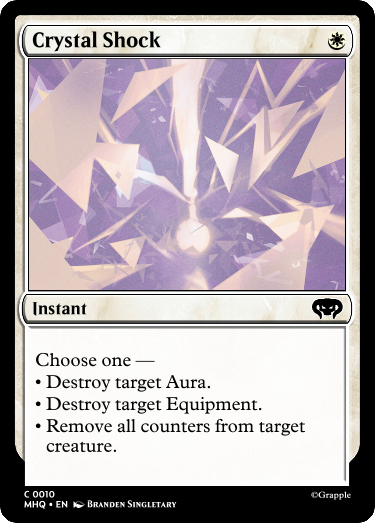 Crystal Shock
Instant
Choose one —
• Destroy target Aura.
• Destroy target Equipment.
• Remove all counters from target
creature.
C 0010
MHQ • EN Branden Singletary
©Grapple